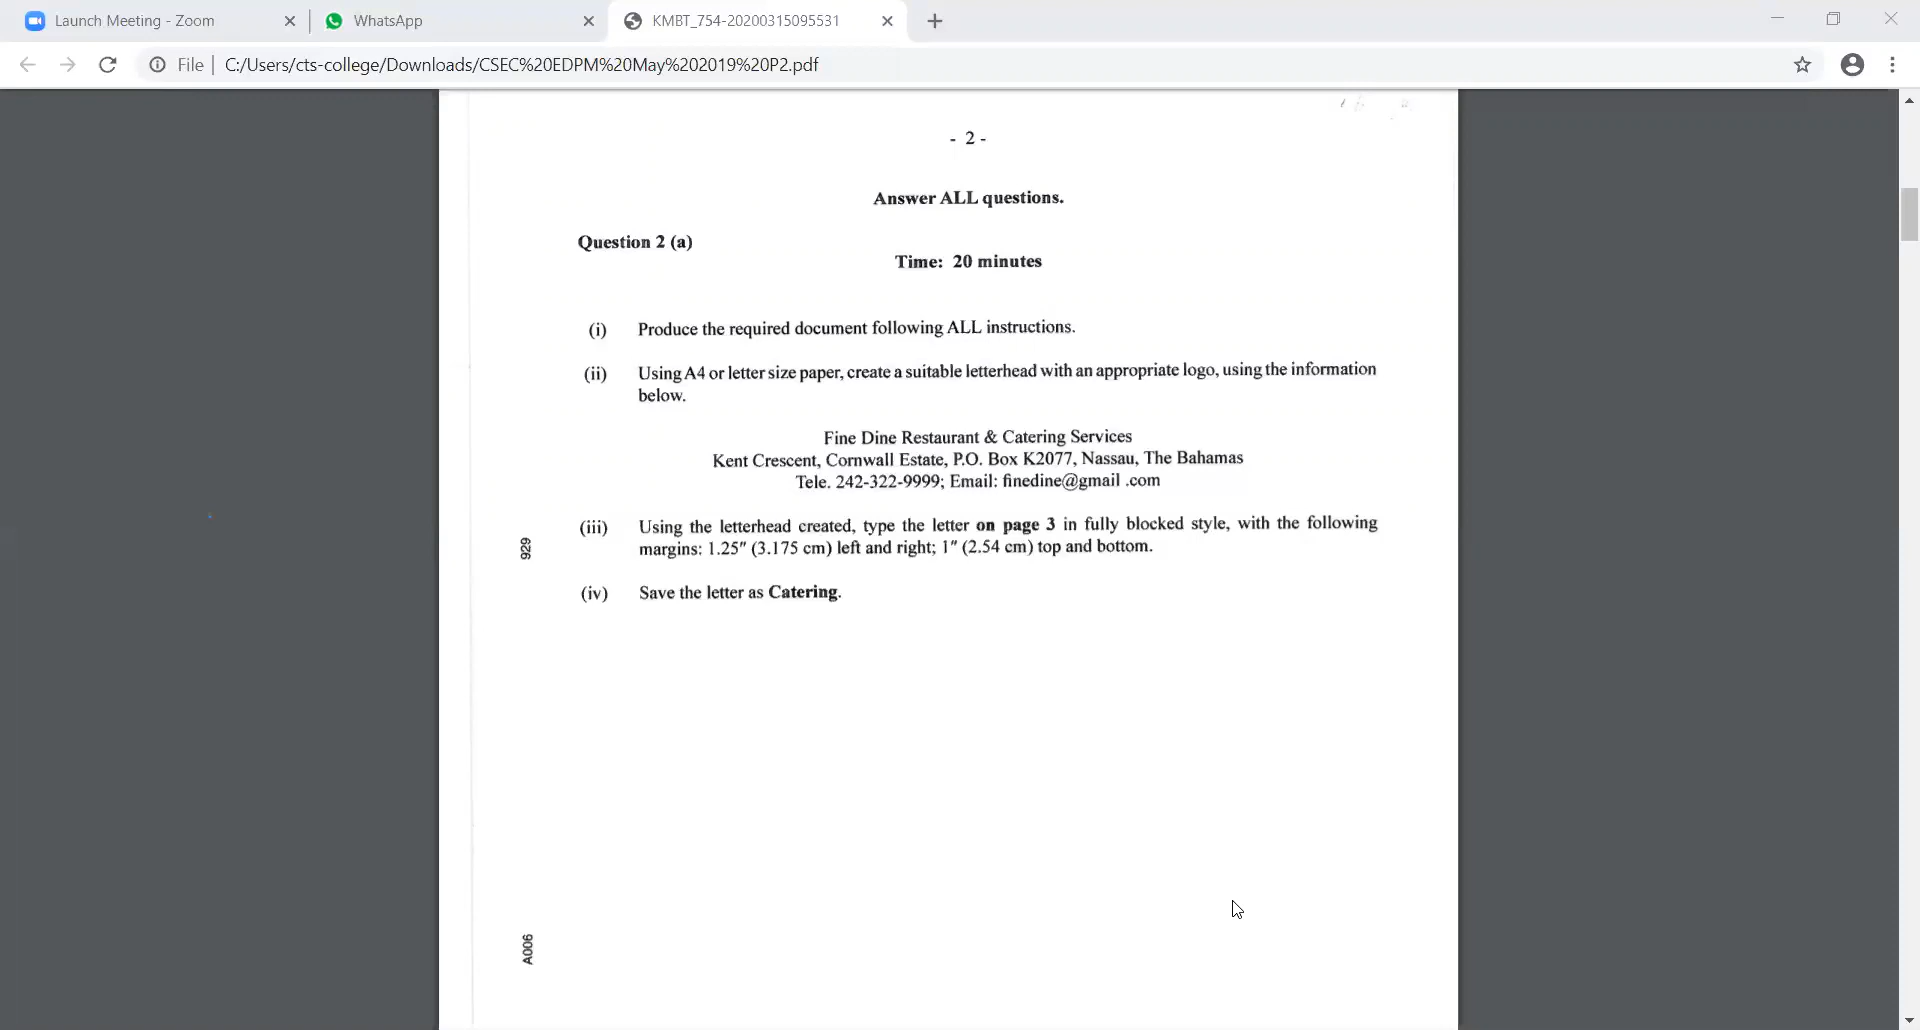 Launch Meeting - Zoom
WhatsApp
KMBT_754-20200315095531
File
C:/Users/cts-college/Downloads/CSEC%20EDPM%20May%202019%20P2.pdf
- 2 -
Answer ALL questions.
Question 2 (a)
Time: 20 minutes
(i) Produce the required document following ALL instructions.
(ii) Using A4 or letter size paper, create a suitable letterhead with an appropriate logo, using the information
below.
Fine Dine Restaurant & Catering Services
Kent Crescent, Cornwall Estate, P.O. Box K2077, Nassau, The Bahamas
Tele. 242-322-9999; Email: finedine@gmail .com
(iii) Using the letterhead created, type the letter on page 3 in fully blocked style, with the following
margins: 1.25″ (3.175 cm) left and right; 1″ (2.54 cm) top and bottom.
(iv) Save the letter as Catering.
929
A006